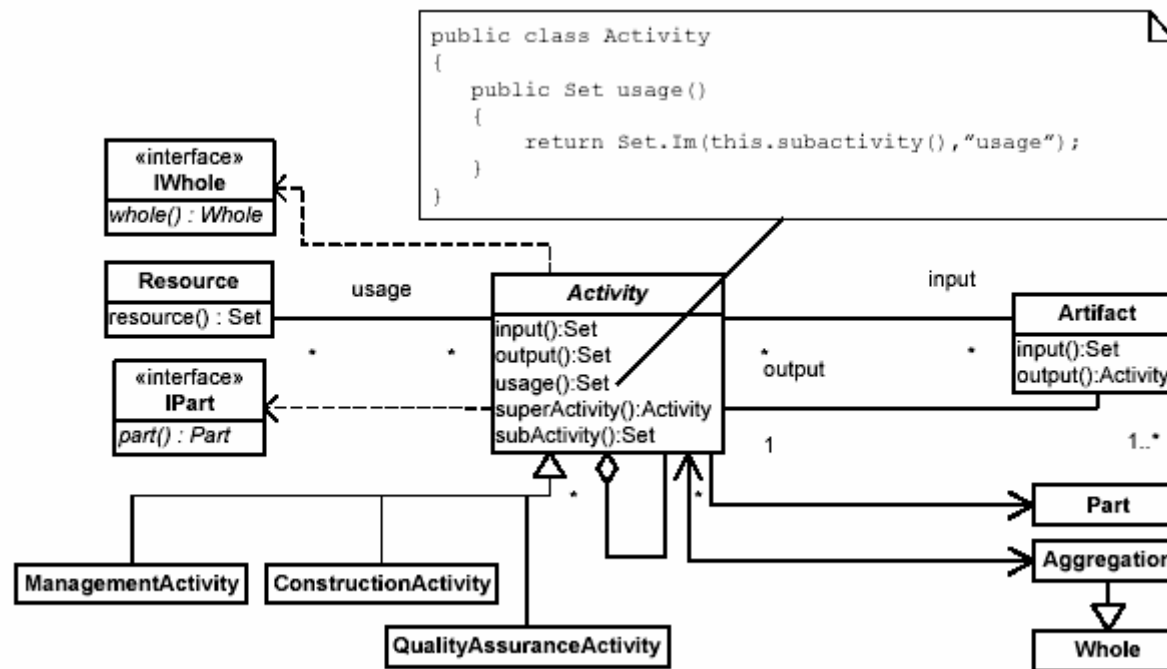 public class Activity
{
public Set usage()
{
return Set.Im(this.subactivity(),"usage");
}
}
«interface»
IWhole
whole() : Whole
Resource
resource() : Set
usage
*
*
«interface»
IPart
part() : Part
Activity
input():Set
output():Set
usage():Set
superActivity():Activity
subActivity():Set
input
*
*
output
1
1..*
Artifact
input():Set
output():Activity
*
*
Part
Aggregation
Whole
ManagementActivity
ConstructionActivity
QualityAssuranceActivity